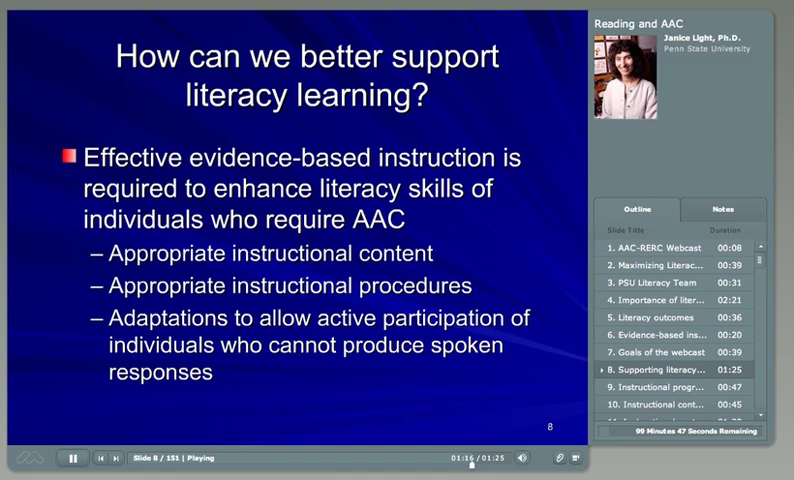 How can we better support
literacy learning?
Effective evidence-based instruction is
required to enhance literacy skills of
individuals who require AAC
– Appropriate instructional content
– Appropriate instructional procedures
– Adaptations to allow active participation of
individuals who cannot produce spoken
responses
8
Reading and AAC
Janice Light, Ph.D.
Penn State University
Outline Notes
Slide Title Duration
1. AAC-RERC Webcast 00:08
2. Maximizing Literac... 00:39
3. PSU Literacy Team 00:31
4. Importance of liter... 02:21
5. Literacy outcomes 00:36
6. Evidence-based ins... 00:20
7. Goals of the webcast 00:39
8. Supporting literacy... 01:25
9. Instructional progr... 00:47
10. Instructional cont... 00:45
99 Minutes 47 Seconds Remaining
Slide 8 / 151 | Playing 01:16 / 01:25